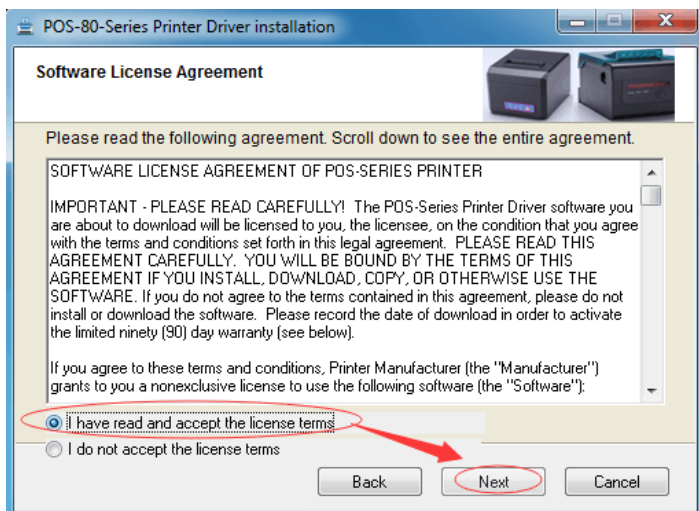 POS-80-Series Printer Driver installation
Software License Agreement
Please read the following agreement. Scroll down to see the entire agreement.
SOFTWARE LICENSE AGREEMENT OF POS-SERIES PRINTER
IMPORTANT - PLEASE READ CAREFULLY!  The POS-Series Printer Driver software you
are about to download will be licensed to you, the licensee, on the condition that you agree
with the terms and conditions set forth in this legal agreement.  PLEASE READ THIS
AGREEMENT CAREFULLY.  YOU WILL BE BOUND BY THE TERMS OF THIS
AGREEMENT IF YOU INSTALL, DOWNLOAD, COPY, OR OTHERWISE USE THE
SOFTWARE. If you do not agree to the terms contained in this agreement, please do not
install or download the software.  Please record the date of download in order to activate
the limited ninety (90) day warranty (see below).
If you agree to these terms and conditions, Printer Manufacturer (the "Manufacturer")
grants to you a nonexclusive license to use the following software (the "Software"):
I have read and accept the license terms
I do not accept the license terms
Back
Next
Cancel